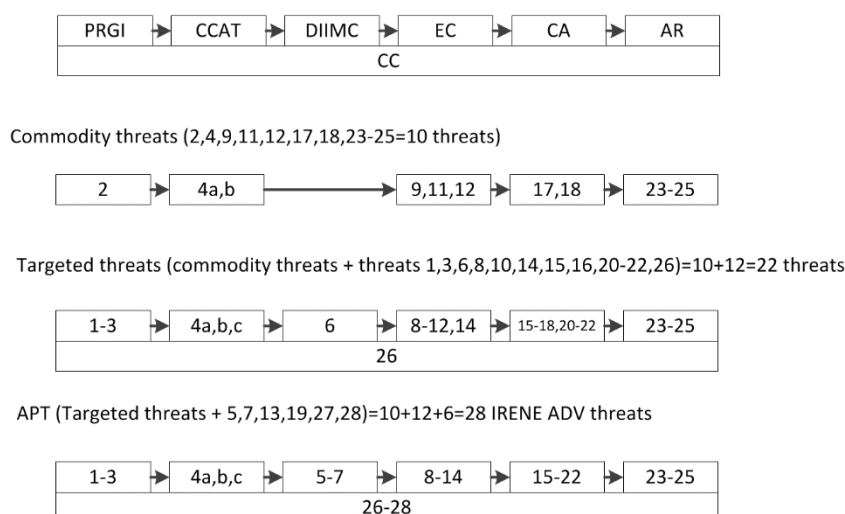 PRGI CCAT DIIMC EC CA AR
CC
Commodity threats (2,4,9,11,12,17,18,23-25=10 threats)
2 4a,b 9,11,12 17,18 23-25
Targeted threats (commodity threats + threats 1,3,6,8,10,14,15,16,20-22,26)=10+12=22 threats
1-3 4a,b,c 6 8-12,14 15-18,20-22 23-25
26
APT (Targeted threats + 5,7,13,19,27,28)=10+12+6=28 IRENE ADV threats
1-3 4a,b,c 5-7 8-14 15-22 23-25
26-28